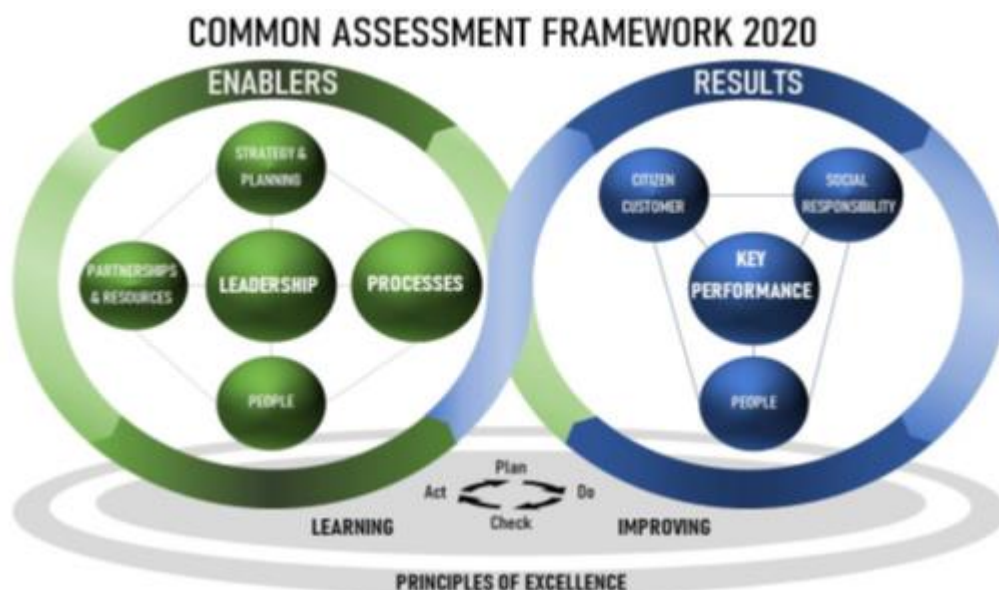 COMMON ASSESSMENT FRAMEWORK 2020
ENABLERS
STRATEGY &
PLANNING
PARTNERSHIPS
& RESOURCES
LEADERSHIP
PROCESSES
PEOPLE
RESULTS
CITIZEN
CUSTOMER
SOCIAL
RESPONSIBILITY
KEY
PERFORMANCE
PEOPLE
Plan
Act
Do
Check
LEARNING
IMPROVING
PRINCIPLES OF EXCELLENCE